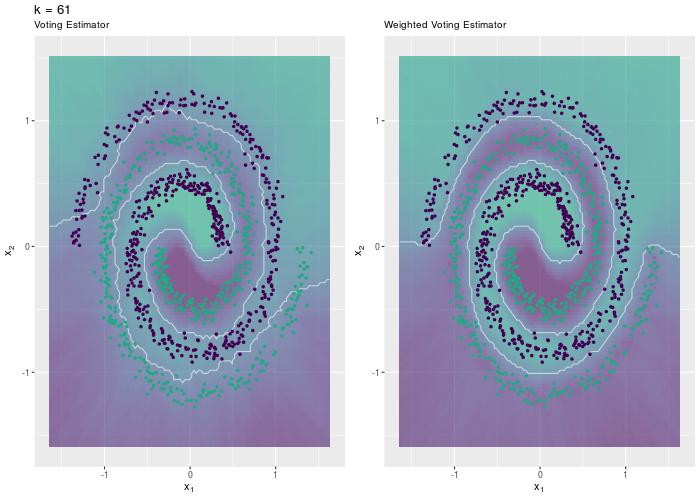 k = 61
Voting Estimator
Weighted Voting Estimator
1
0
-1
x2
-1
0
1
x1
1
0
-1
x2
-1
0
1
x1